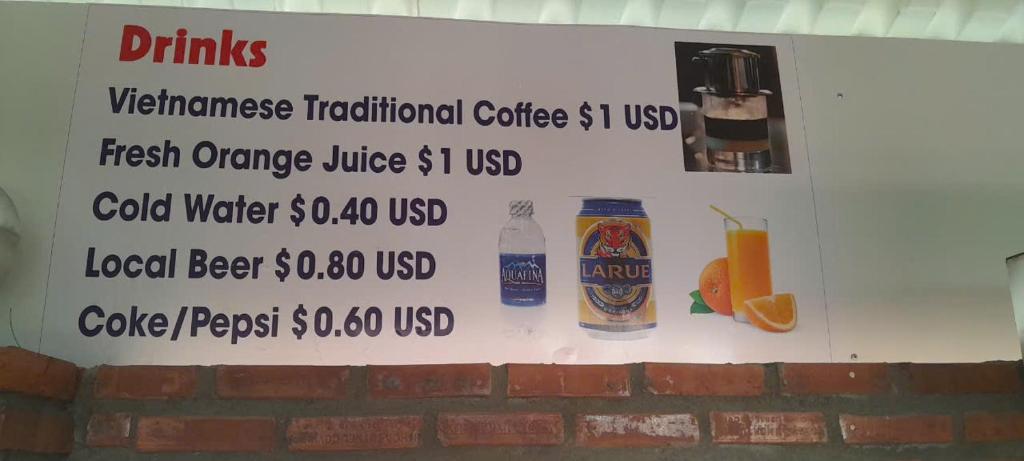 Drinks
Vietnamese Traditional Coffee $1 USD
Fresh Orange Juice $1 USD
Cold Water $0.40 USD
Local Beer $0.80 USD
Coke/Pepsi $0.60 USD
AQUAFINA
LARUE